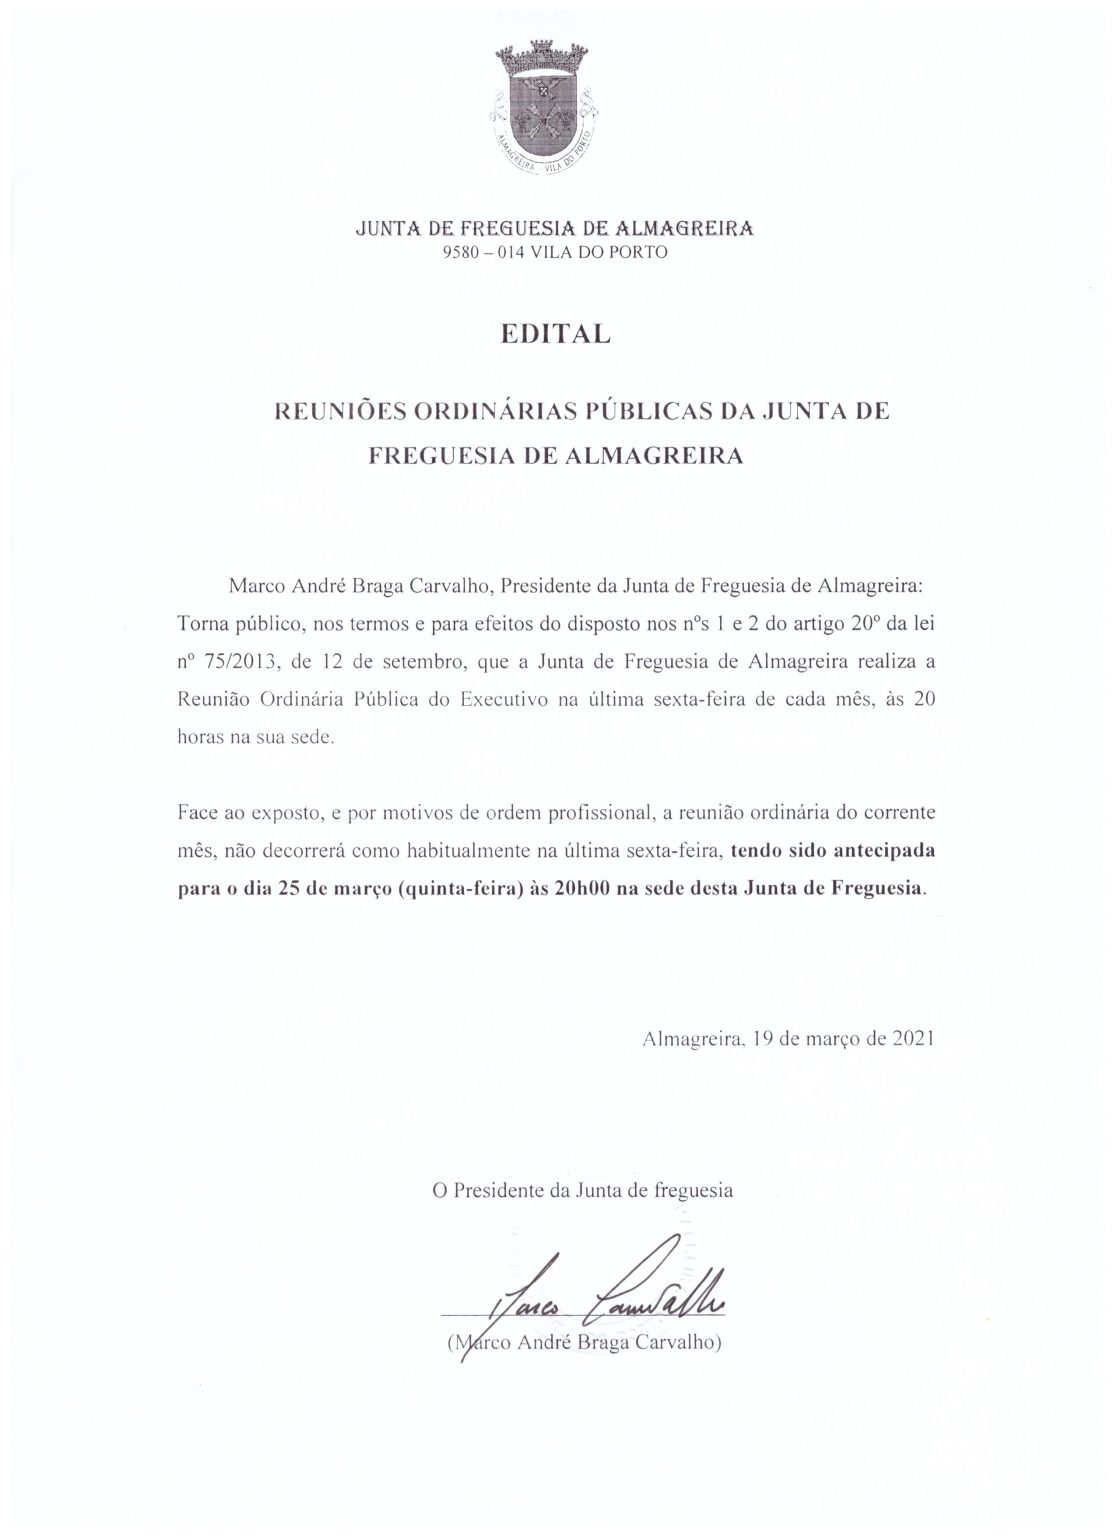 ALMAGREIRA - VILA DO PORTO
JUNTA DE FREGUESIA DE ALMAGREIRA
9580 – 014 VILA DO PORTO
EDITAL
REUNIÕES ORDINÁRIAS PÚBLICAS DA JUNTA DE
FREGUESIA DE ALMAGREIRA
Marco André Braga Carvalho, Presidente da Junta de Freguesia de Almagreira:
Torna público, nos termos e para efeitos do disposto nos nºs 1 e 2 do artigo 20º da lei
nº 75/2013, de 12 de setembro, que a Junta de Freguesia de Almagreira realiza a
Reunião Ordinária Pública do Executivo na última sexta-feira de cada mês, às 20
horas na sua sede.
Face ao exposto, e por motivos de ordem profissional, a reunião ordinária do corrente
mês, não decorrerá como habitualmente na última sexta-feira, tendo sido antecipada
para o dia 25 de março (quinta-feira) às 20h00 na sede desta Junta de Freguesia.
Almagreira, 19 de março de 2021
O Presidente da Junta de freguesia
Marco Carvalho
(Marco André Braga Carvalho)